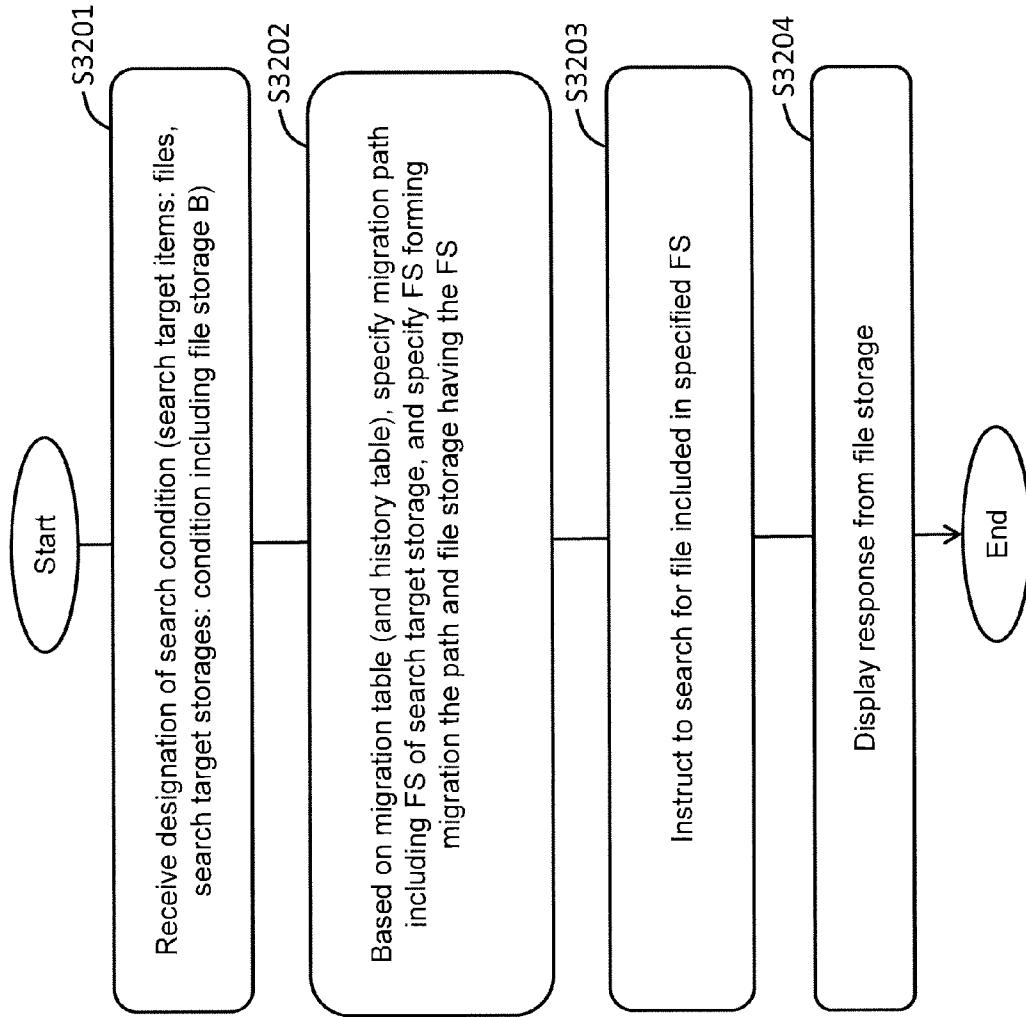 Start
S3201
Receive designation of search condition (search target items: files,
search target storages: condition including file storage B)
S3202
Based on migration table (and history table), specify migration path
including FS of search target storage, and specify FS forming
migration the path and file storage having the FS
S3203
Instruct to search for file included in specified FS
S3204
Display response from file storage
End